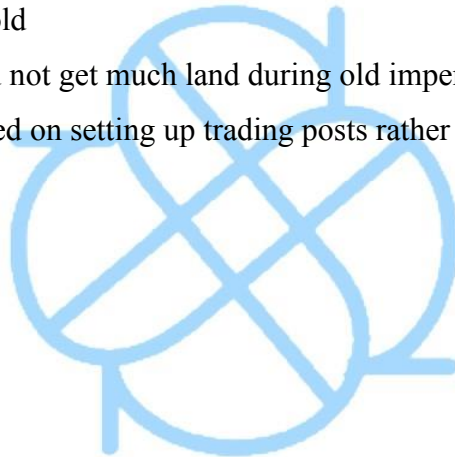 old
not get much land during old imper
ed on setting up trading posts rather